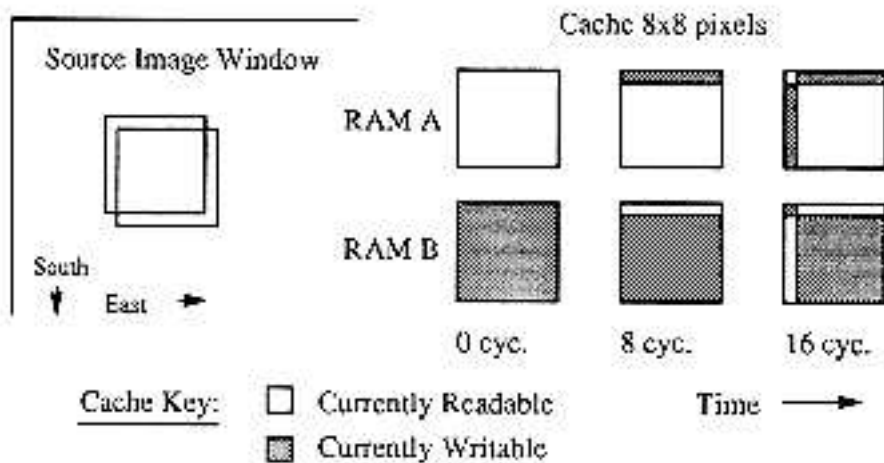 Cache 8x8 pixels
Source Image Window
RAM A
RAM B
South
East
0 cyc.
8 cyc.
16 cyc.
Cache Key:
Currently Readable
Time
Currently Writable